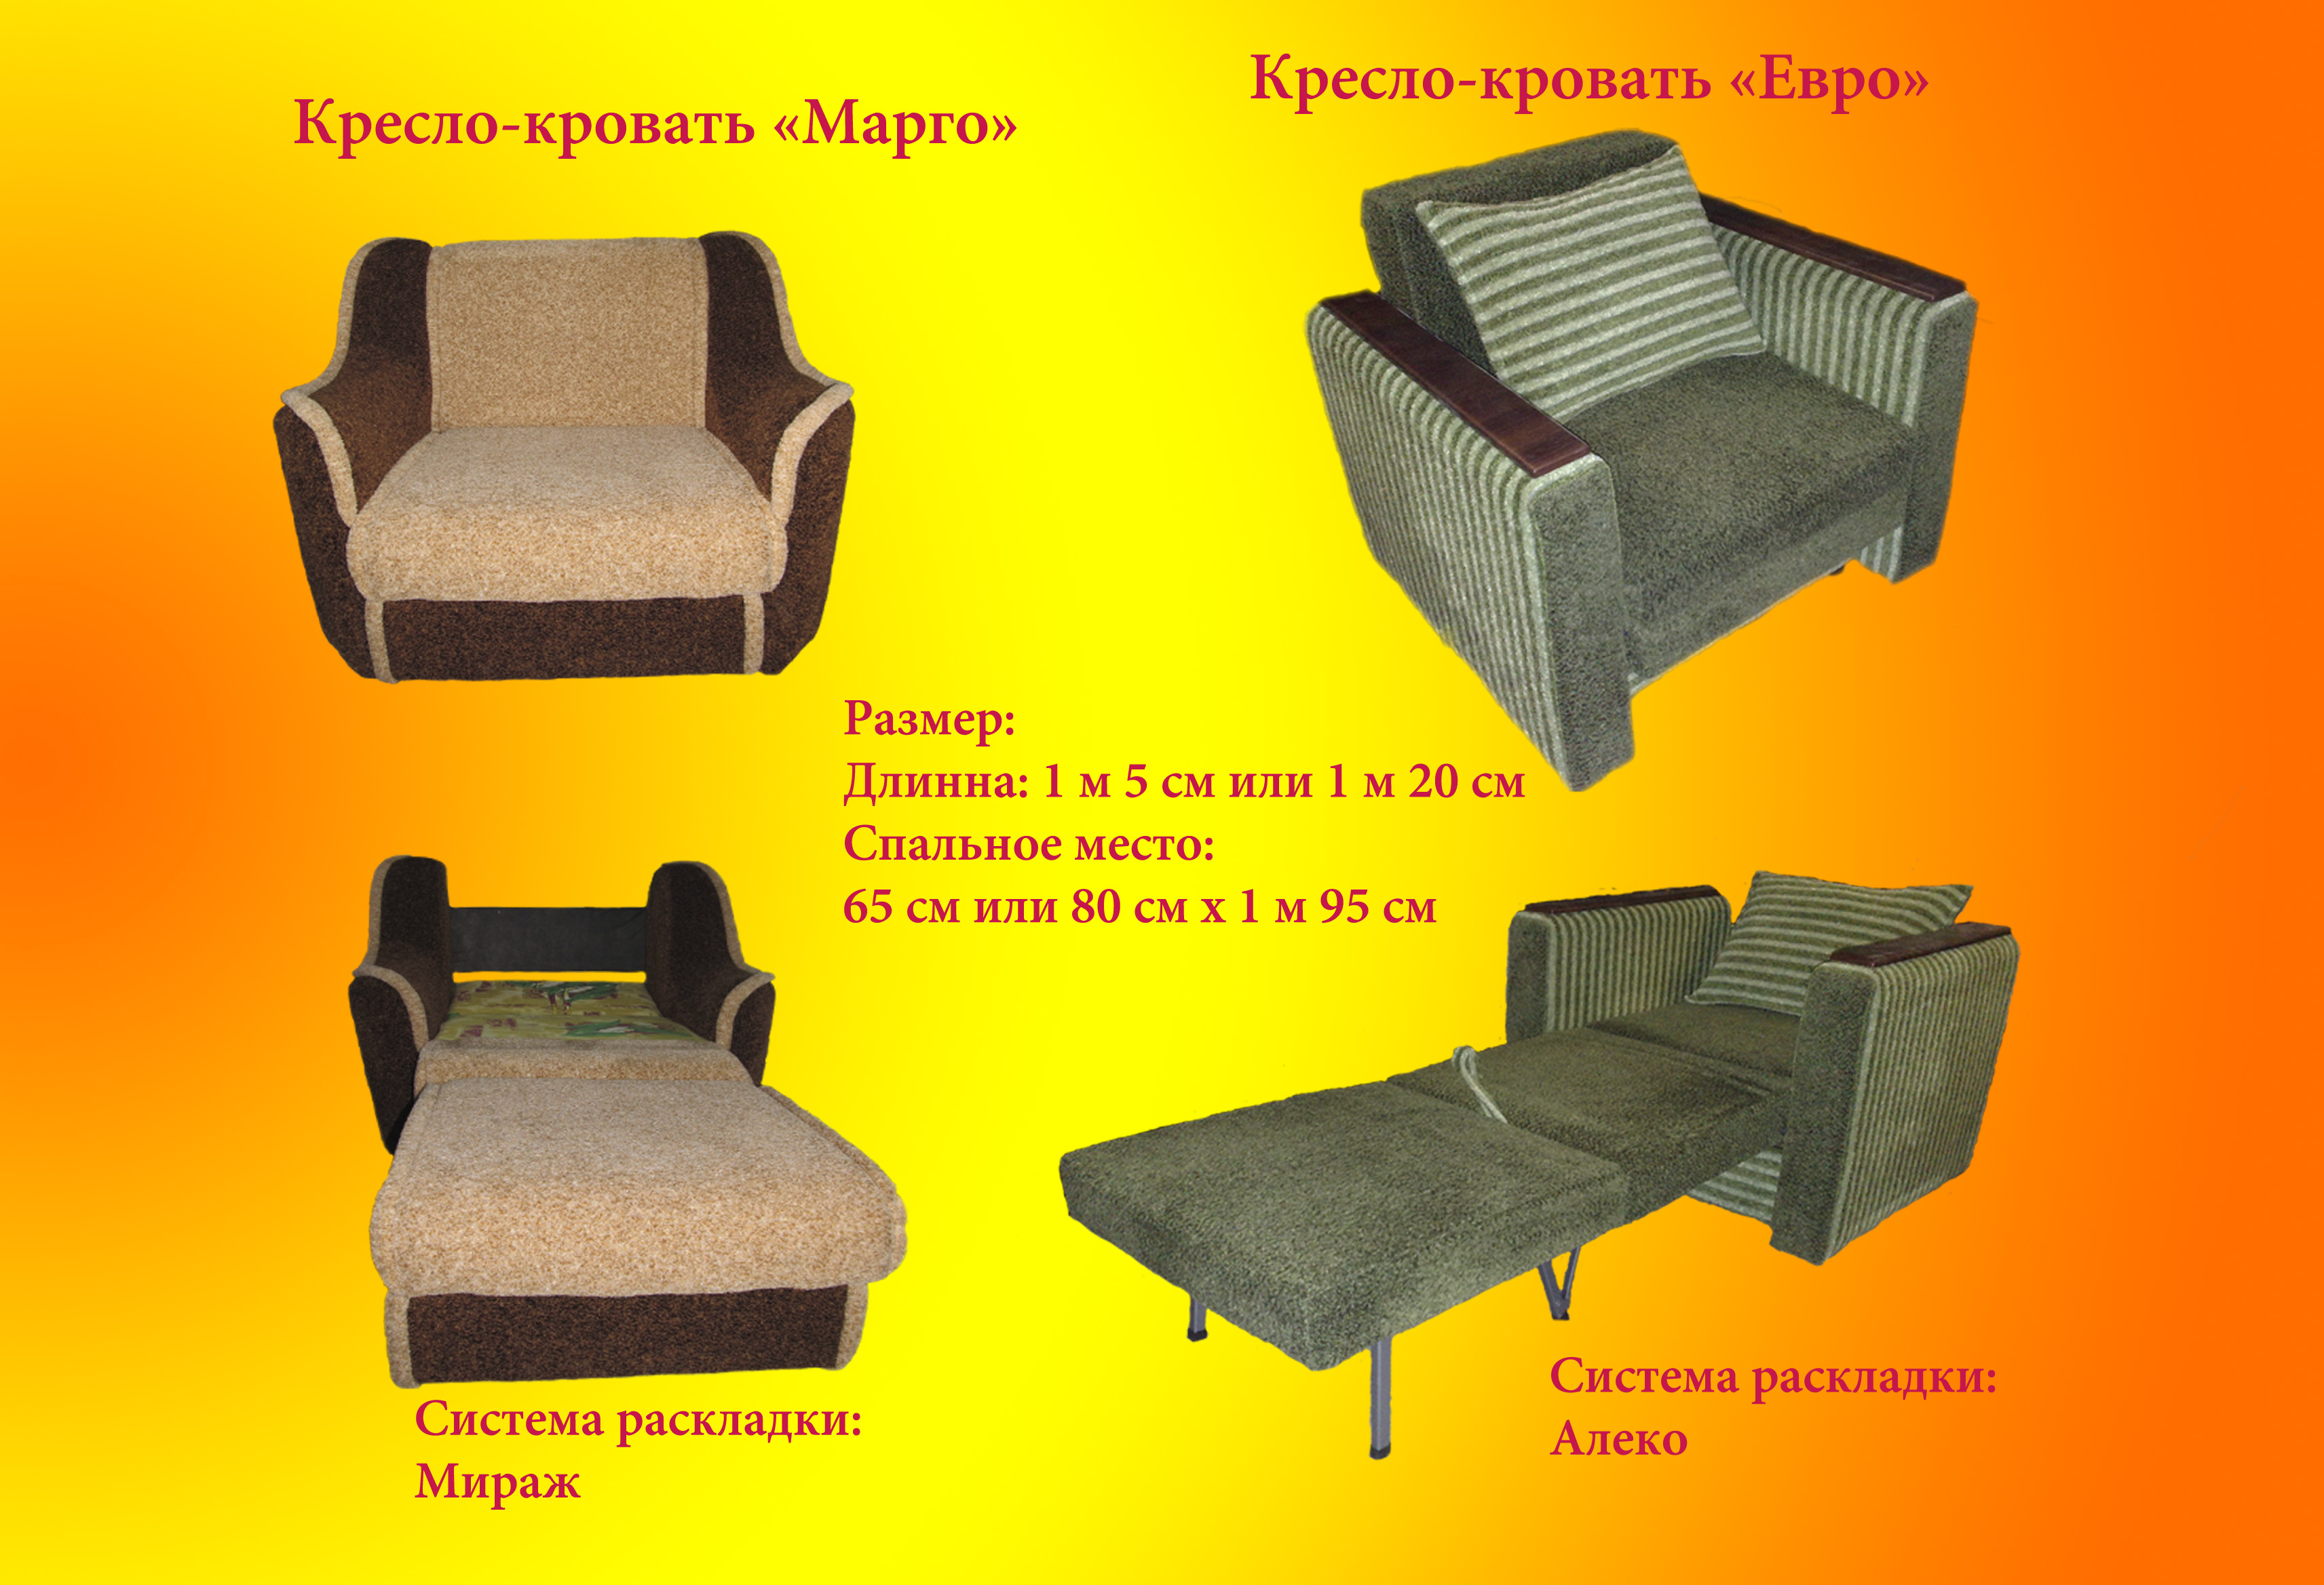 Кресло-кровать «Марго»
Кресло-кровать «Евро»
Размер:
Длинна: 1 м 5 см или 1 м 20 см
Спальное место:
65 см или 80 см х 1 м 95 см
Система раскладки:
Мираж
Система раскладки:
Алеко